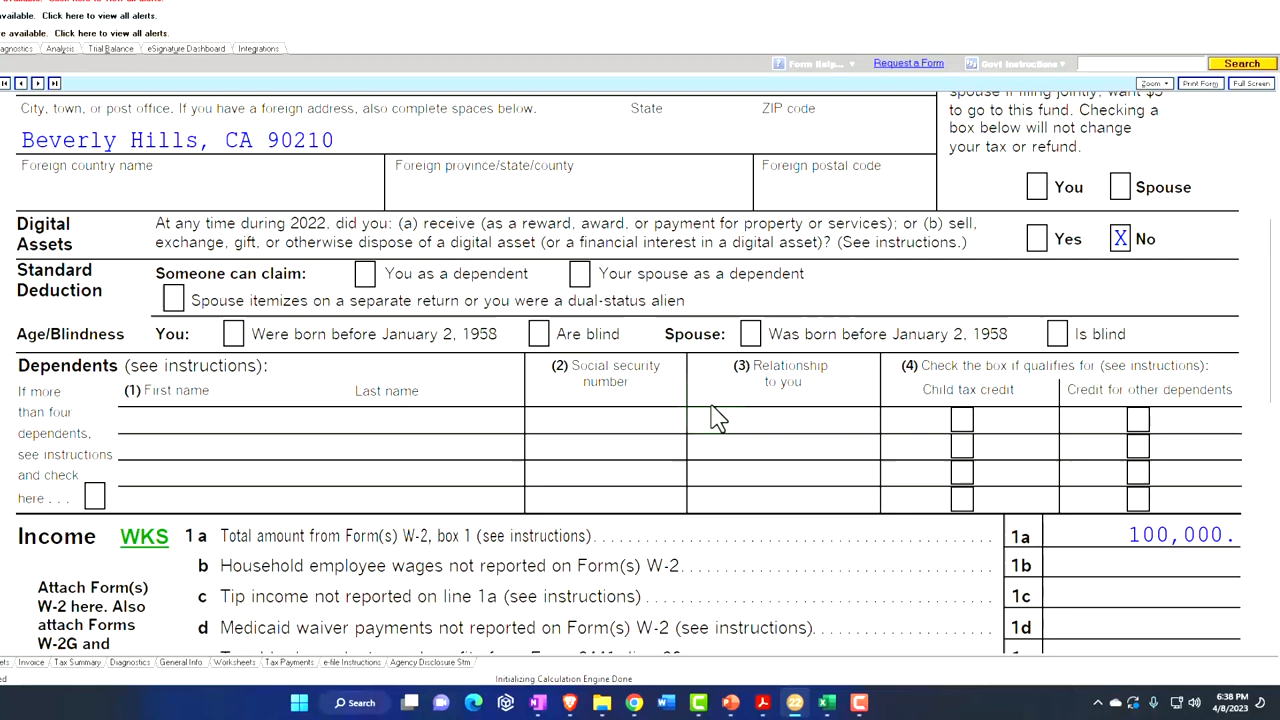 available. Click here to view all alerts.
e available. Click here to view all alerts.
iagnostics Analysis Trial Balance eSignature Dashboard Integrations
Form Help... Request a Form Govt Instructions Search
Zoom Print Form Full Screen
City, town, or post office. If you have a foreign address, also complete spaces below. State ZIP code
Beverly Hills, CA 90210
Foreign country name Foreign province/state/county Foreign postal code
spouse if filing jointly, want $3
to go to this fund. Checking a
box below will not change
your tax or refund.
You Spouse
Digital Assets
At any time during 2022, did you: (a) receive (as a reward, award, or payment for property or services); or (b) sell,
exchange, gift, or otherwise dispose of a digital asset (or a financial interest in a digital asset)? (See instructions.)
Yes X No
Standard Deduction
Someone can claim: You as a dependent Your spouse as a dependent
Spouse itemizes on a separate return or you were a dual-status alien
Age/Blindness You: Were born before January 2, 1958 Are blind Spouse: Was born before January 2, 1958 Is blind
Dependents (see instructions):
(2) Social security number
(3) Relationship to you
(4) Check the box if qualifies for (see instructions):
(1) First name Last name
Child tax credit Credit for other dependents
If more
than four
dependents,
see instructions
and check
here . . .
Income WKS 1 a Total amount from Form(s) W-2, box 1 (see instructions) 1a 100,000.
b Household employee wages not reported on Form(s) W-2 1b
c Tip income not reported on line 1a (see instructions) 1c
d Medicaid waiver payments not reported on Form(s) W-2 (see instructions) 1d
Attach Form(s)
W-2 here. Also
attach Forms
W-2G and
ets Invoice Tax Summary Diagnostics General Info Worksheets Tax Payments e-file Instructions Agency Disclosure Stm
ed Initializing Calculation Engine Done
Search
22
6:38 PM
4/8/2023